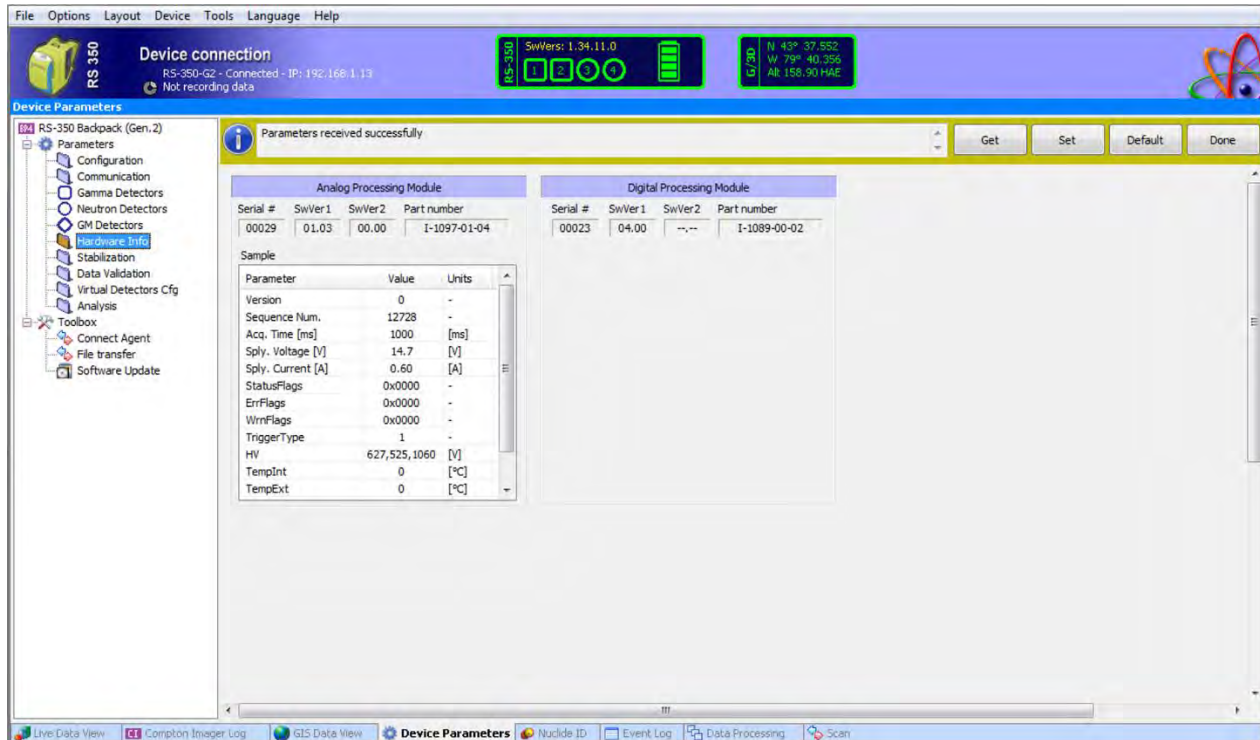 File Options Layout Device Tools Language Help
RS 350
Device connection
RS-350-G2 - Connected - IP: 192.168.1.13
Not recording data
RS-350
SwVers: 1.34.11.0
1 2 3 4
G/3D
N 43° 37.552
W 79° 40.356
Alt 158.90 HAE
Device Parameters
RS-350 Backpack (Gen.2)
Parameters
Configuration
Communication
Gamma Detectors
Neutron Detectors
GM Detectors
Hardware Info
Stabilization
Data Validation
Virtual Detectors Cfg
Analysis
Toolbox
Connect Agent
File transfer
Software Update
Parameters received successfully
Get Set Default Done
Analog Processing Module
Serial # SwVer1 SwVer2 Part number
00029 01.03 00.00 I-1097-01-04
Sample
Parameter Value Units
Version 0 -
Sequence Num. 12728 -
Acq. Time [ms] 1000 [ms]
Sply. Voltage [V] 14.7 [V]
Sply. Current [A] 0.60 [A]
StatusFlags 0x0000 -
ErrFlags 0x0000 -
WrnFlags 0x0000 -
TriggerType 1 -
HV 627,525,1060 [V]
TempInt 0 [°C]
TempExt 0 [°C]
Digital Processing Module
Serial # SwVer1 SwVer2 Part number
00023 04.00 --.-- I-1089-00-02
Live Data View CI Compton Imager Log GIS Data View Device Parameters Nuclide ID Event Log Data Processing Scan